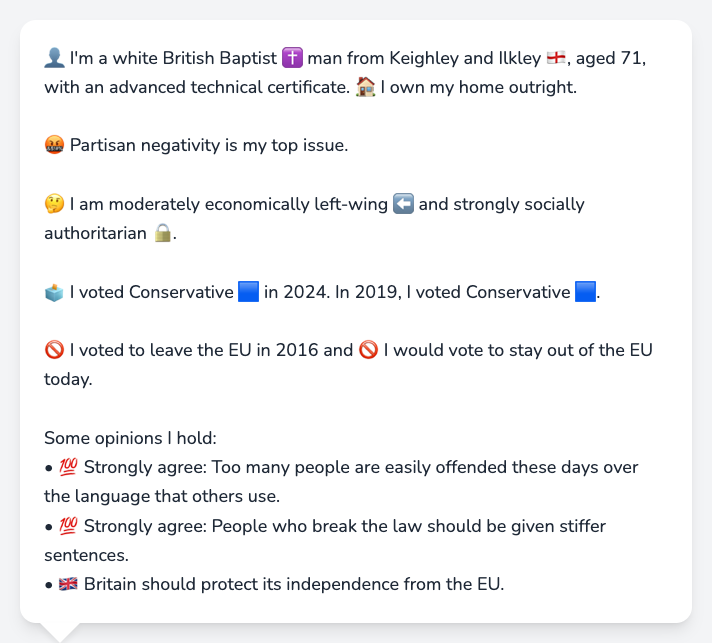 👤 I'm a white British Baptist ✝️ man from Keighley and Ilkley 🏴󠁧󠁢󠁥󠁮󠁧󠁿, aged 71,
with an advanced technical certificate. 🏠 I own my home outright.
🤬 Partisan negativity is my top issue.
🤔 I am moderately economically left-wing ⬅️ and strongly socially
authoritarian 🔒.
🗳️ I voted Conservative 🟦 in 2024. In 2019, I voted Conservative 🟦.
🚫 I voted to leave the EU in 2016 and 🚫 I would vote to stay out of the EU
today.
Some opinions I hold:
• 💯 Strongly agree: Too many people are easily offended these days over
the language that others use.
• 💯 Strongly agree: People who break the law should be given stiffer
sentences.
• 🇬🇧 Britain should protect its independence from the EU.